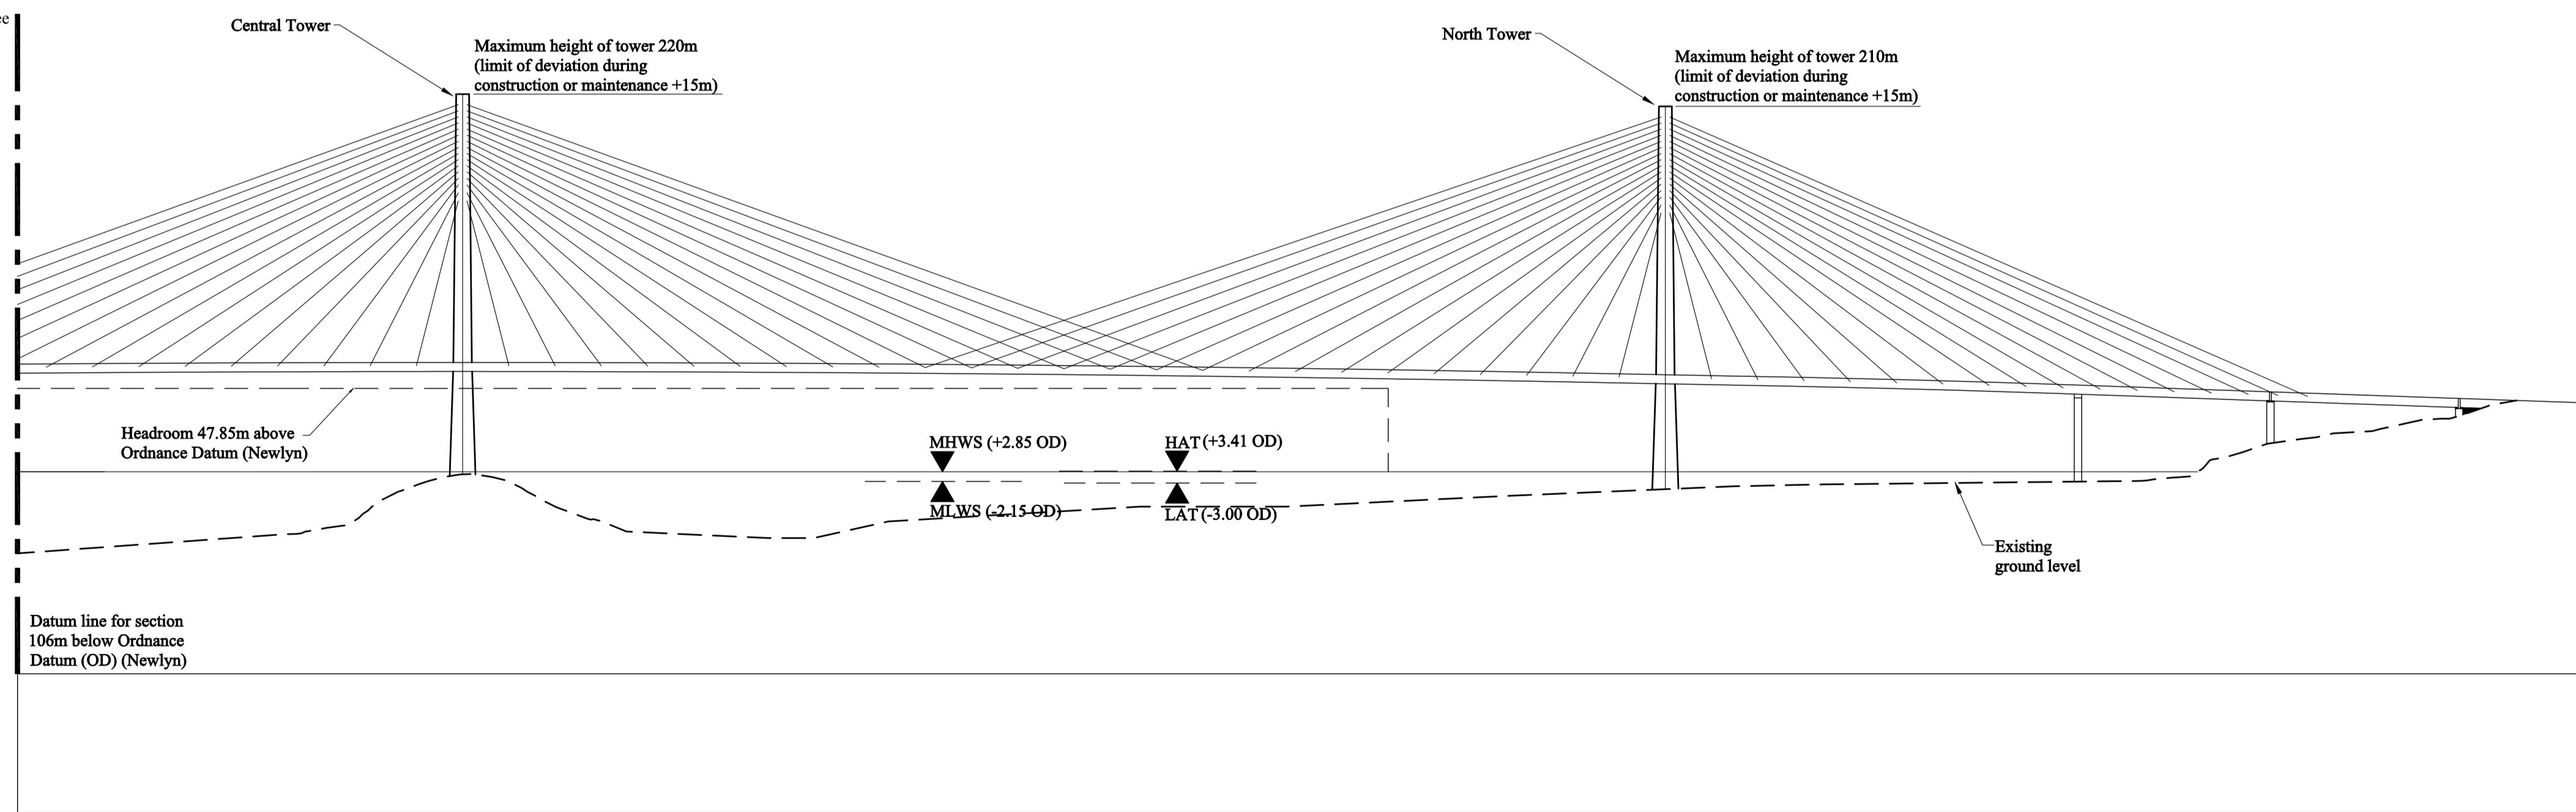 Central Tower
Maximum height of tower 220m
(limit of deviation during
construction or maintenance +15m)
North Tower
Maximum height of tower 210m
(limit of deviation during
construction or maintenance +15m)
Headroom 47.85m above
Ordnance Datum (Newlyn)
MHWS (+2.85 OD)
HAT (+3.41 OD)
MLWS (-2.15 OD)
LAT (-3.00 OD)
Existing
ground level
Datum line for section
106m below Ordnance
Datum (OD) (Newlyn)